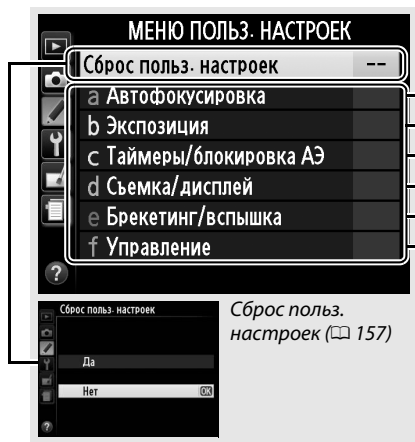 МЕНЮ ПОЛЬЗ. НАСТРОЕК
Сброс польз. настроек --
a Автофокусировка
b Экспозиция
c Таймеры/блокировка АЭ
d Съемка/дисплей
e Брекетинг/вспышка
f Управление
?
Сброс польз. настроек
Да
Нет OK
?
Сброс польз.
настроек (📖 157)